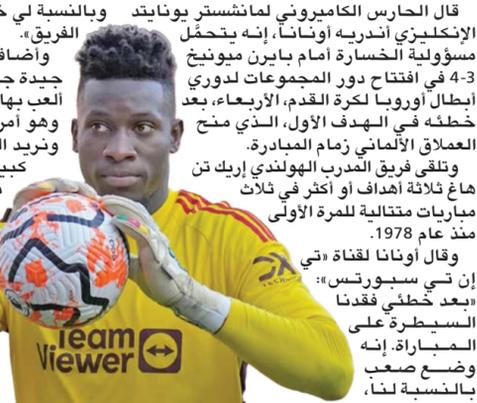 قال الحارس الكاميروني لمانشستر يونايتد
الإنكليزي أندريه أونانا، إنه يتحمّل
مسؤولية الخسارة أمام بايرن ميونيخ
3-4 في افتتاح دور المجموعات لدوري
أبطال أوروبا لكرة القدم، الأربعاء، بعد
خطئه في الهدف الأول، الذي منح
العملاق الألماني زمام المبادرة.
وتلقى فريق المدرب الهولندي إريك تن
هاغ ثلاثة أهداف أو أكثر في ثلاث
مباريات متتالية للمرة الأولى
منذ عام 1978.
وقال أونانا لقناة «تي
إن تي سبورتس»:
«بعد خطئي فقدنا
السيطرة على
المباراة. إنه
وضع صعب
بالنسبة لنا،
وبالنسبة لي
الفريق».
وأضاف
جيدة
ألعب بها
وهو أمر
ونريد
كبير
DX
Team
Viewer